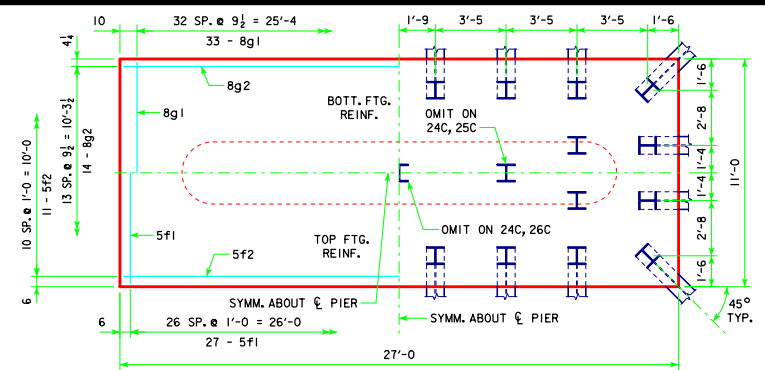 10
32 SP. @ 9½ = 25'-4
33 - 8g1
1'-9
3'-5
3'-5
3'-5
1'-6
4¼
8g2
8g1
BOTT. FTG.
REINF.
OMIT ON
24C, 25C
1'-6
2'-8
1'-4
1'-4
2'-8
1'-6
11'-0
10 SP. @ 1'-0 = 10'-0
11 - 5f2
13 SP. @ 9½ = 10'-3½
14 - 8g2
5f1
5f2
TOP FTG.
REINF.
OMIT ON 24C, 26C
6
SYMM. ABOUT ℄ PIER
SYMM. ABOUT ℄ PIER
45°
TYP.
6
26 SP. @ 1'-0 = 26'-0
27 - 5f1
27'-0